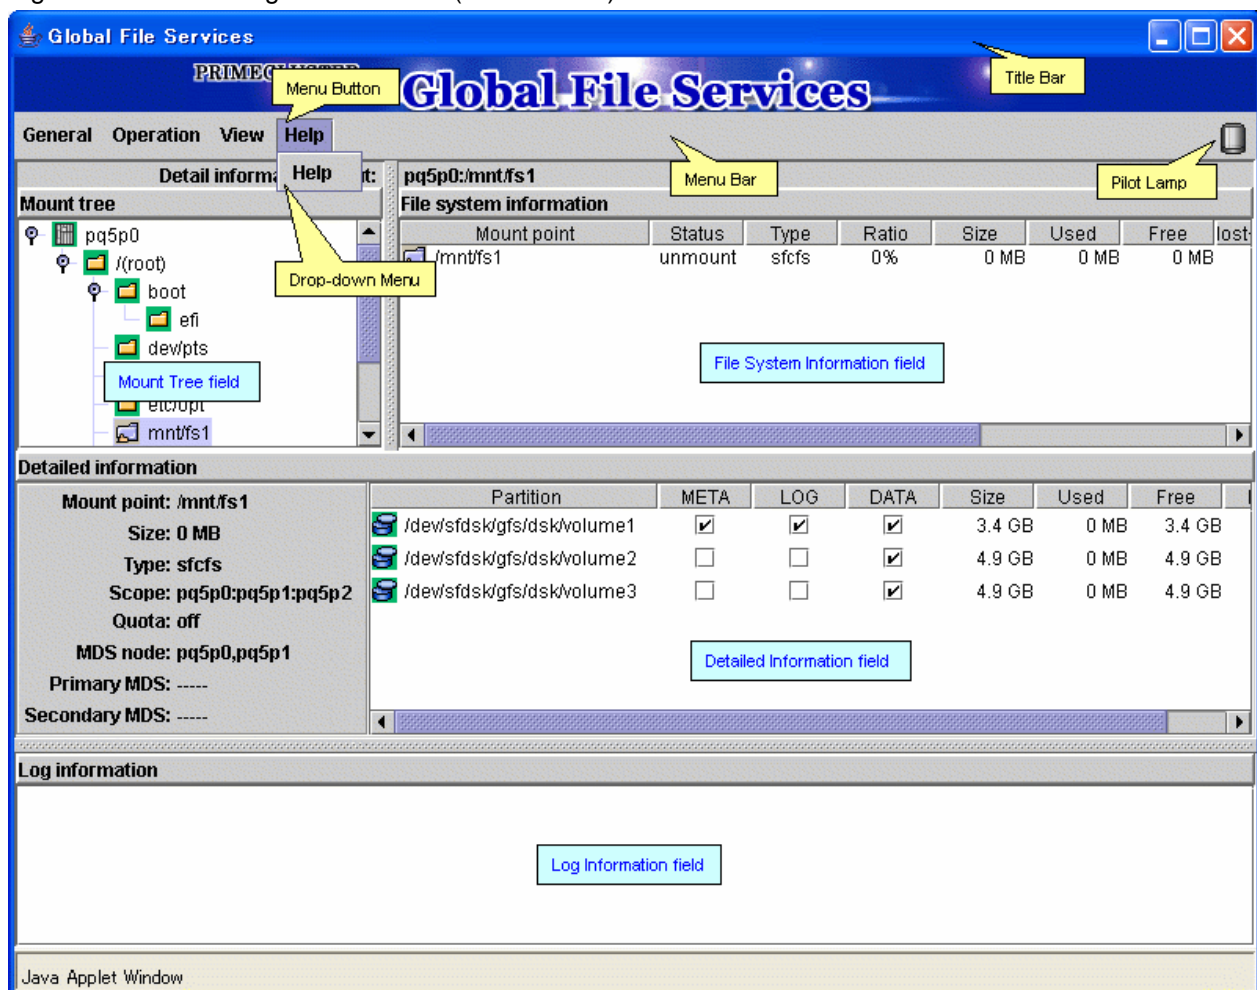 Global File Services
Menu Button
Global File Services
Title Bar
General Operation View Help
Help
Menu Bar
Pilot Lamp
Detail
pq5p0:/mnt/fs1
Mount tree
File system information
Mount point Status Type Ratio Size Used Free
pq5p0
/mnt/fs1 unmount sfcfs 0% 0 MB 0 MB 0 MB
/(root)
Drop-down Menu
boot
efi
dev/pts
File System Information field
Mount Tree field
etc/opt
mnt/fs1
Detailed information
Mount point: /mnt/fs1
Size: 0 MB
Type: sfcfs
Scope: pq5p0:pq5p1:pq5p2
Quota: off
MDS node: pq5p0,pq5p1
Primary MDS: -----
Secondary MDS: -----
Partition META LOG DATA Size Used Free
/dev/sfdsk/gfs/dsk/volume1 3.4 GB 0 MB 3.4 GB
/dev/sfdsk/gfs/dsk/volume2 4.9 GB 0 MB 4.9 GB
/dev/sfdsk/gfs/dsk/volume3 4.9 GB 0 MB 4.9 GB
Detailed Information field
Log information
Log Information field
Java Applet Window